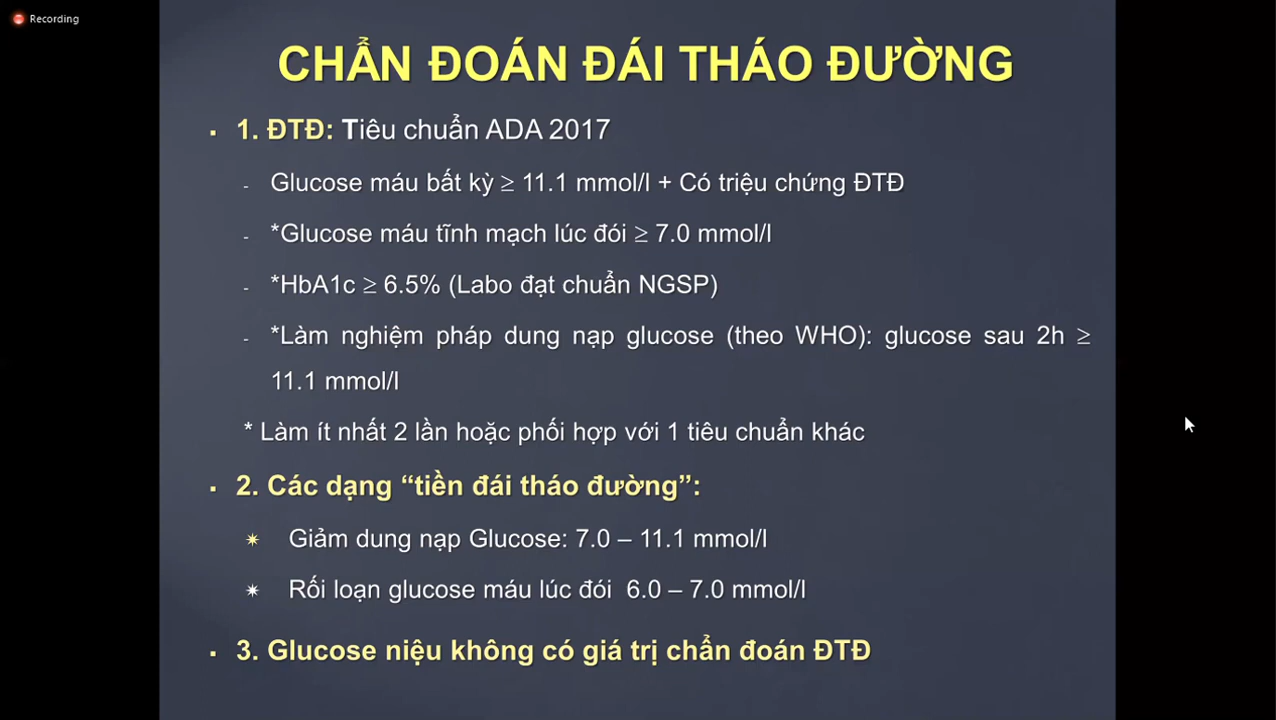 Recording
CHẨN ĐOÁN ĐÁI THÁO ĐƯỜNG
▪ 1. ĐTĐ: Tiêu chuẩn ADA 2017
- Glucose máu bất kỳ ≥ 11.1 mmol/l + Có triệu chứng ĐTĐ
- *Glucose máu tĩnh mạch lúc đói ≥ 7.0 mmol/l
- *HbA1c ≥ 6.5% (Labo đạt chuẩn NGSP)
- *Làm nghiệm pháp dung nạp glucose (theo WHO): glucose sau 2h ≥
11.1 mmol/l
* Làm ít nhất 2 lần hoặc phối hợp với 1 tiêu chuẩn khác
▪ 2. Các dạng “tiền đái tháo đường”:
✴ Giảm dung nạp Glucose: 7.0 – 11.1 mmol/l
✴ Rối loạn glucose máu lúc đói 6.0 – 7.0 mmol/l
▪ 3. Glucose niệu không có giá trị chẩn đoán ĐTĐ